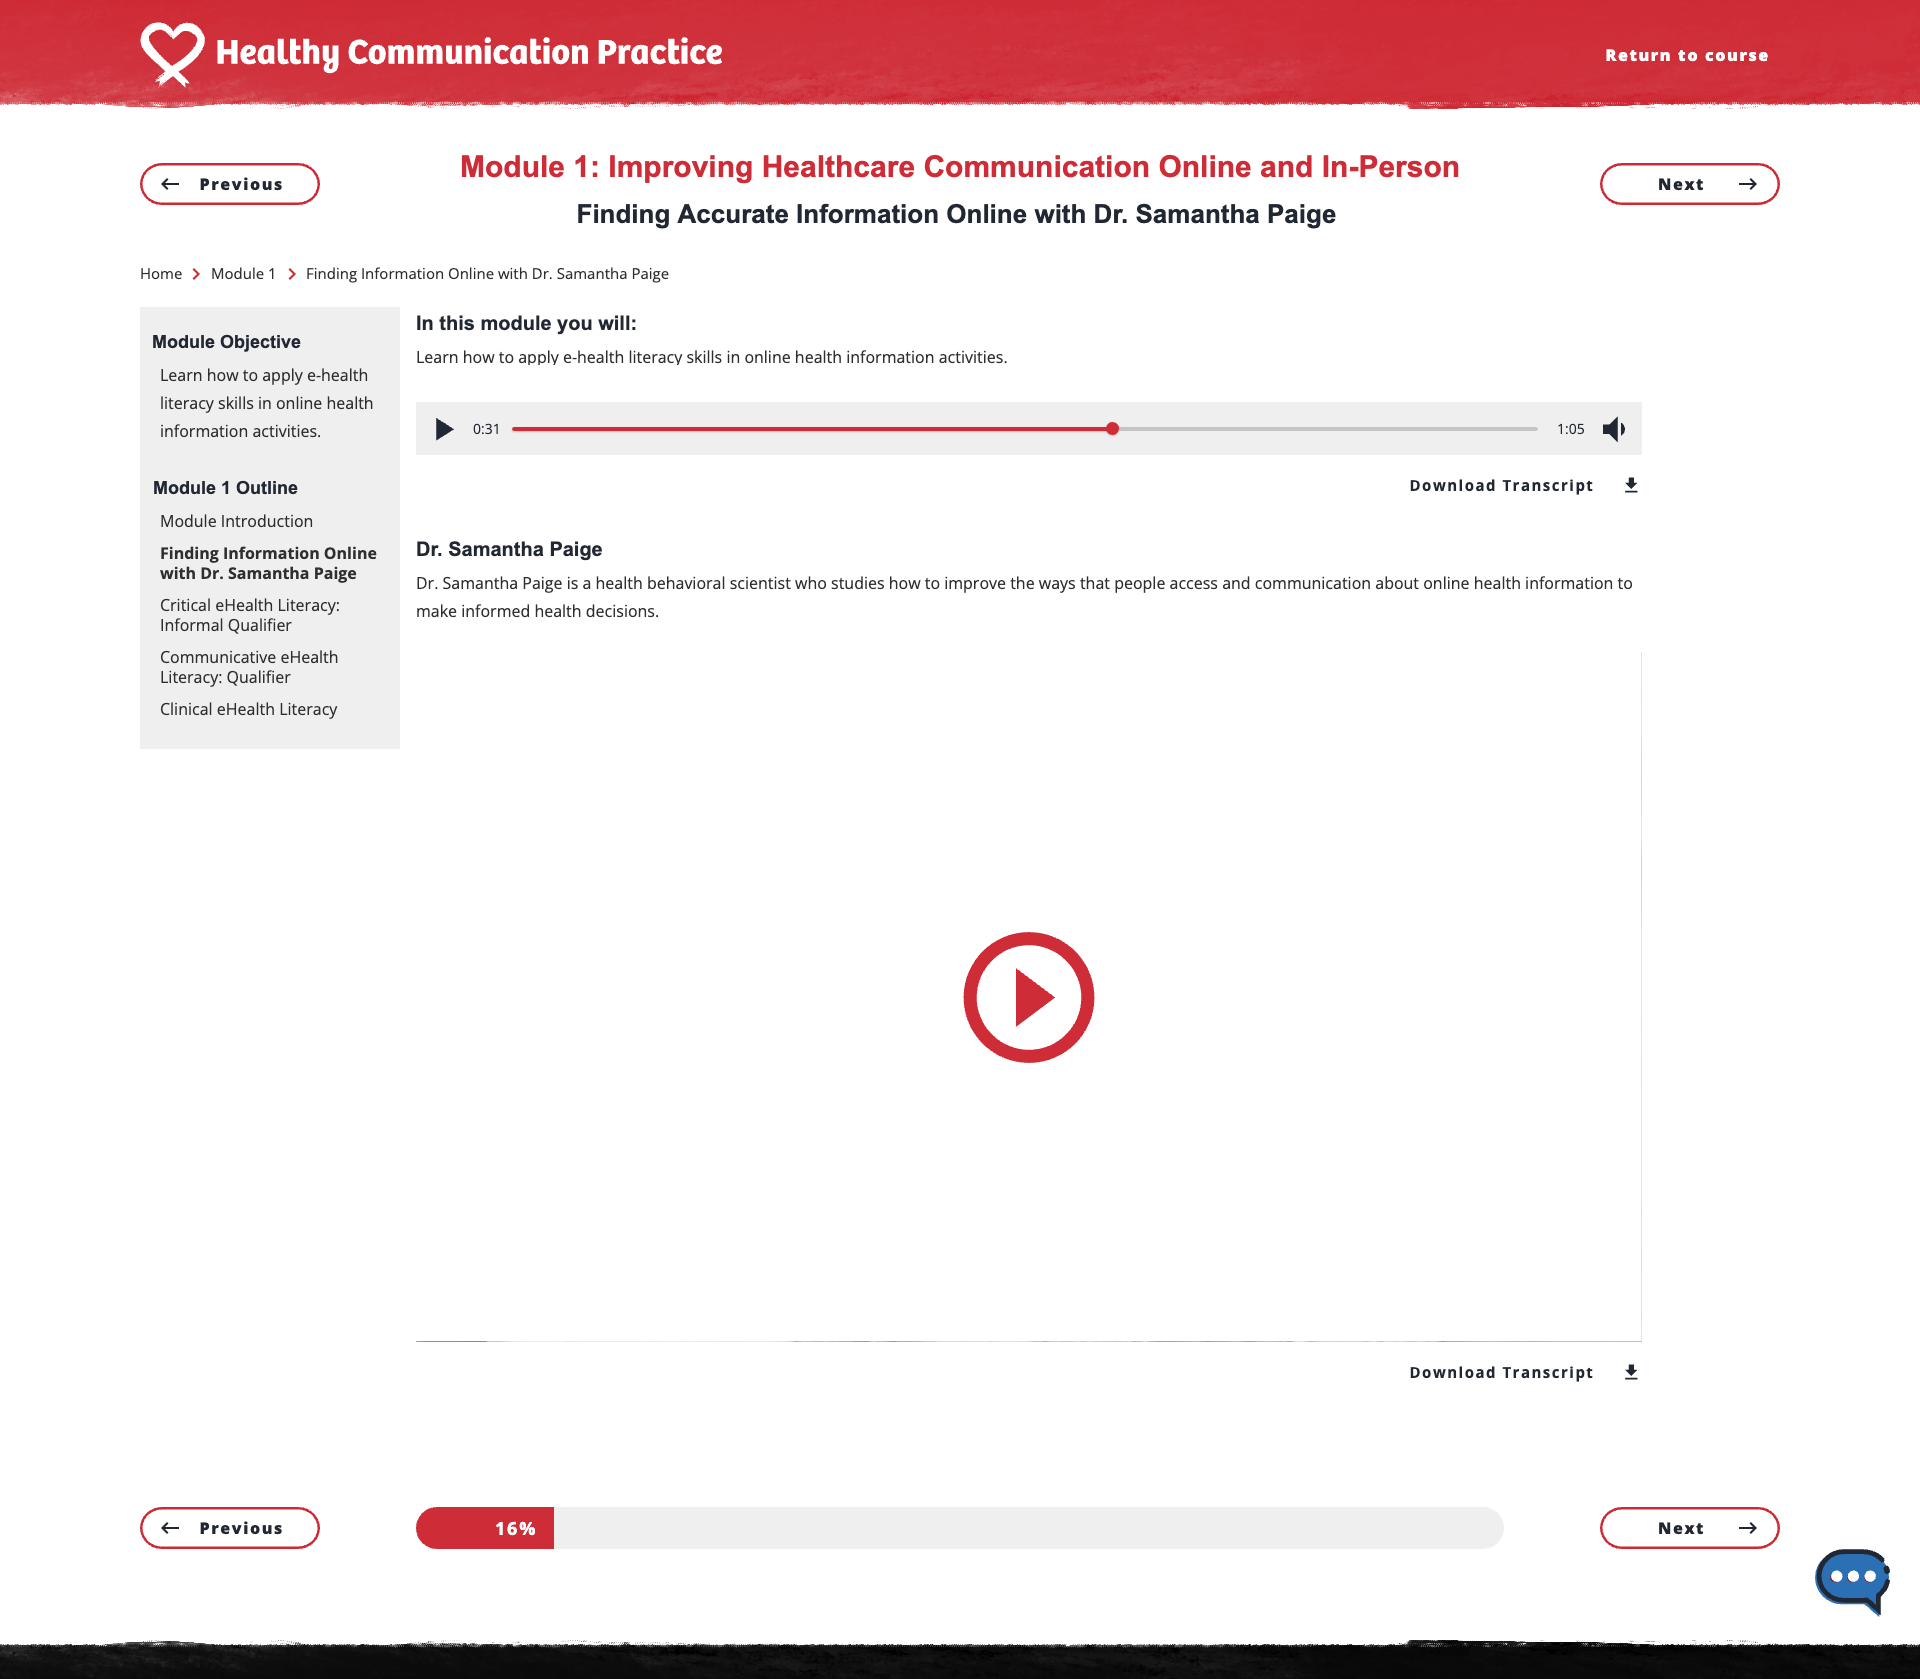 Healthy Communication Practice
Return to course
Previous
Module 1: Improving Healthcare Communication Online and In-Person
Finding Accurate Information Online with Dr. Samantha Paige
Next
Home
Module 1
Finding Information Online with Dr. Samantha Paige
Module Objective
Learn how to apply e-health
literacy skills in online health
information activities.
Module 1 Outline
Module Introduction
Finding Information Online
with Dr. Samantha Paige
Critical eHealth Literacy:
Informal Qualifier
Communicative eHealth
Literacy: Qualifier
Clinical eHealth Literacy
In this module you will:
Learn how to apply e-health literacy skills in online health information activities.
0:31
1:05
Download Transcript
Dr. Samantha Paige
Dr. Samantha Paige is a health behavioral scientist who studies how to improve the ways that people access and communication about online health information to
make informed health decisions.
Download Transcript
Previous
16%
Next